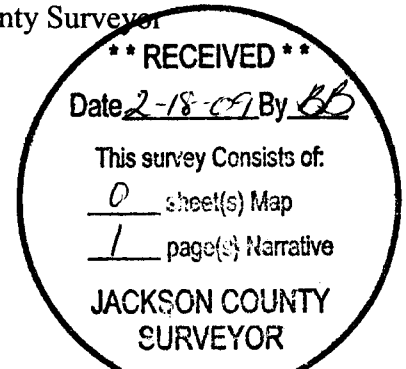 nty Surveyor
** RECEIVED **
Date 2-18-09 By BB
This survey Consists of:
0 sheet(s) Map
1 page(s) Narrative
JACKSON COUNTY
SURVEYOR